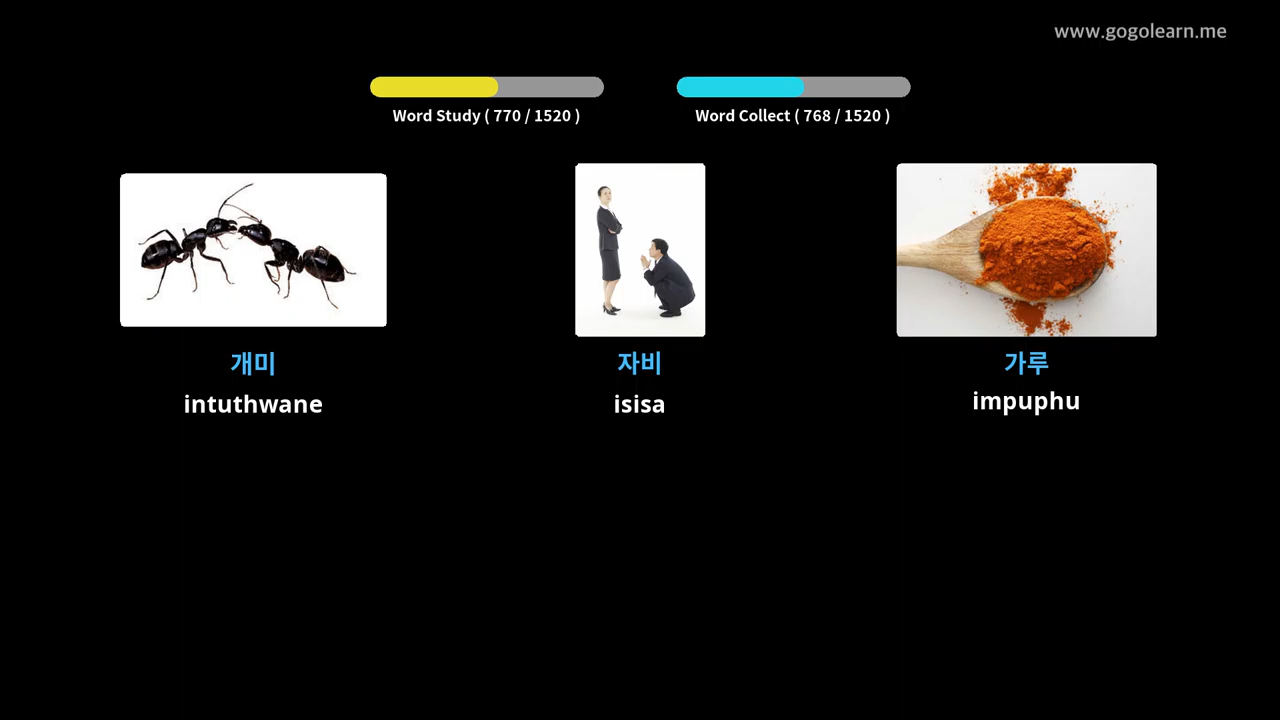 www.gogolearn.me
Word Study ( 770 / 1520 )
Word Collect ( 768 / 1520 )
개미
자비
가루
intuthwane
isisa
impuphu